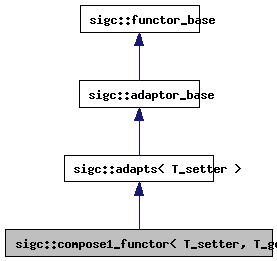 sigc::functor_base
sigc::adaptor_base
sigc::adapts< T_setter >
sigc::compose1_functor< T_setter, T_ge